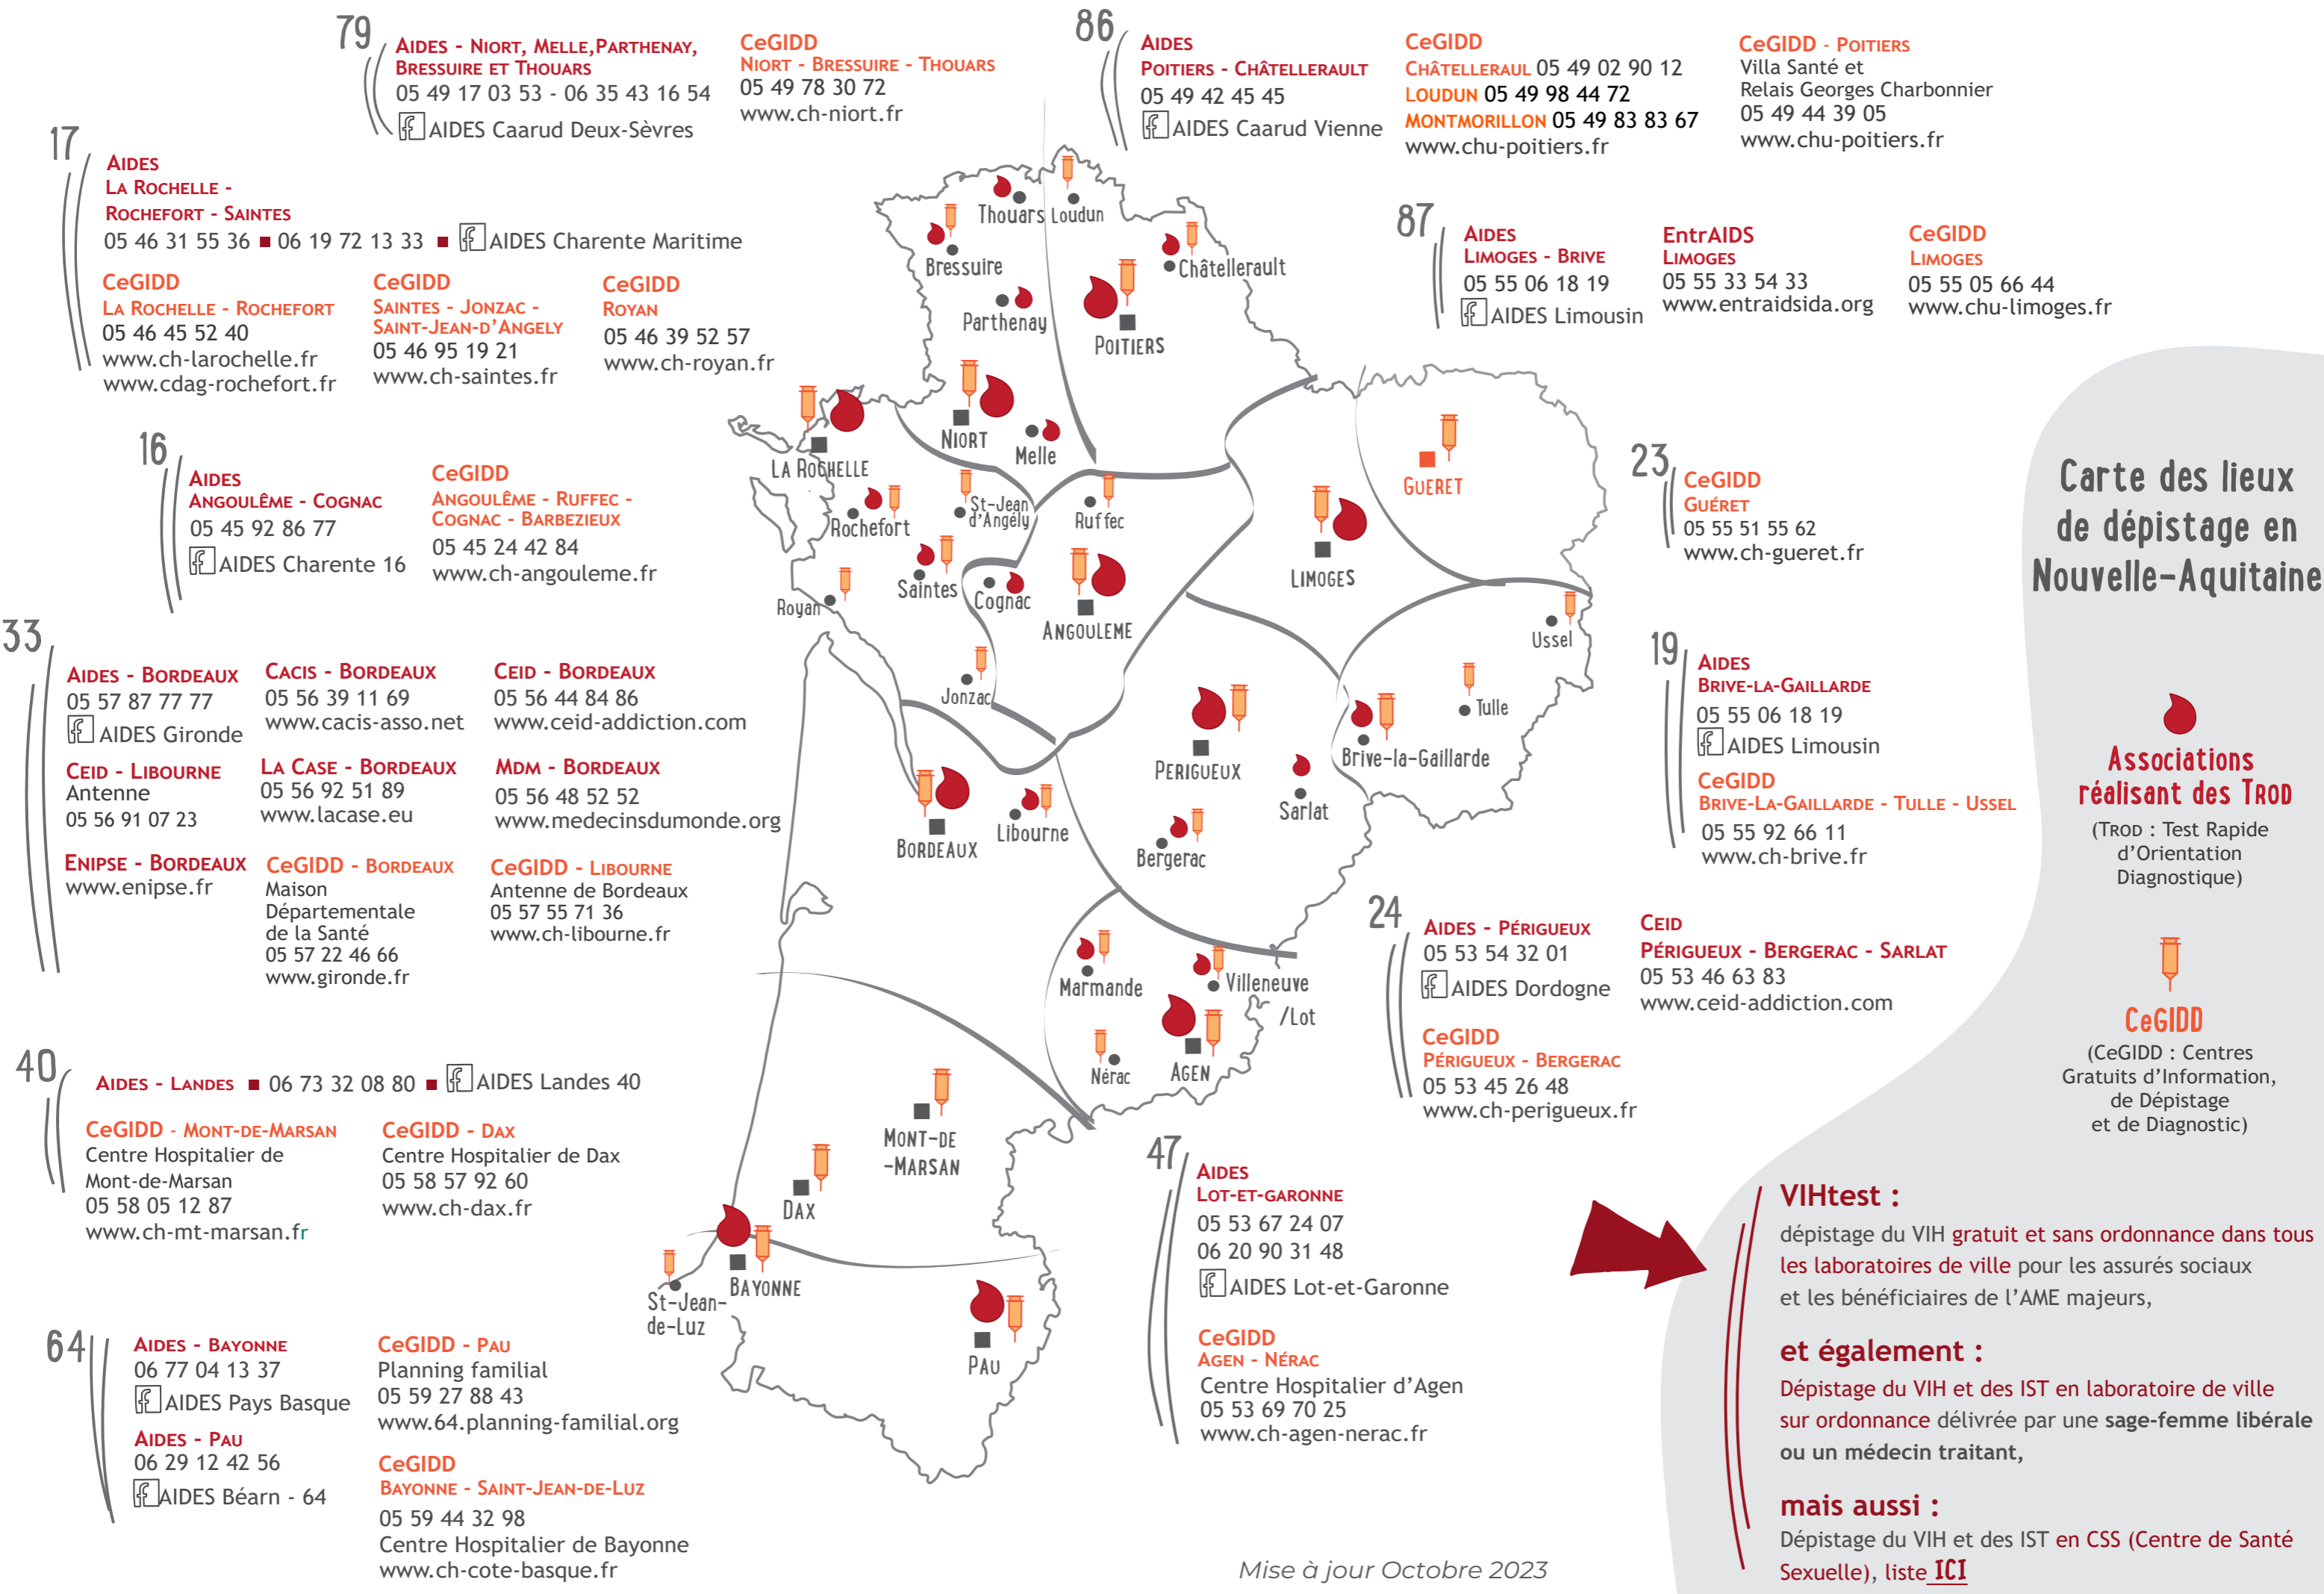 79
AIDES - NIORT, MELLE,PARTHENAY,
BRESSUIRE ET THOUARS
05 49 17 03 53 - 06 35 43 16 54
AIDES Caarud Deux-Sèvres
CeGIDD
NIORT - BRESSUIRE - THOUARS
05 49 78 30 72
www.ch-niort.fr
86
AIDES
POITIERS - CHÂTELLERAULT
05 49 42 45 45
AIDES Caarud Vienne
CeGIDD
CHÂTELLERAUL 05 49 02 90 12
LOUDUN 05 49 98 44 72
MONTMORILLON 05 49 83 83 67
www.chu-poitiers.fr
CeGIDD - POITIERS
Villa Santé et
Relais Georges Charbonnier
05 49 44 39 05
www.chu-poitiers.fr
17
AIDES
LA ROCHELLE -
ROCHEFORT - SAINTES
05 46 31 55 36 ■ 06 19 72 13 33 ■ AIDES Charente Maritime
CeGIDD
LA ROCHELLE - ROCHEFORT
05 46 45 52 40
www.ch-larochelle.fr
www.cdag-rochefort.fr
CeGIDD
SAINTES - JONZAC -
SAINT-JEAN-D'ANGELY
05 46 95 19 21
www.ch-saintes.fr
CeGIDD
ROYAN
05 46 39 52 57
www.ch-royan.fr
87
AIDES
LIMOGES - BRIVE
05 55 06 18 19
AIDES Limousin
EntrAIDS
LIMOGES
05 55 33 54 33
www.entraidsida.org
CeGIDD
LIMOGES
05 55 05 66 44
www.chu-limoges.fr
16
AIDES
ANGOULÊME - COGNAC
05 45 92 86 77
AIDES Charente 16
CeGIDD
ANGOULÊME - RUFFEC -
COGNAC - BARBEZIEUX
05 45 24 42 84
www.ch-angouleme.fr
23
CeGIDD
GUÉRET
05 55 51 55 62
www.ch-gueret.fr
33
AIDES - BORDEAUX
05 57 87 77 77
AIDES Gironde
CACIS - BORDEAUX
05 56 39 11 69
www.cacis-asso.net
CEID - BORDEAUX
05 56 44 84 86
www.ceid-addiction.com
CEID - LIBOURNE
Antenne
05 56 91 07 23
LA CASE - BORDEAUX
05 56 92 51 89
www.lacase.eu
MDM - BORDEAUX
05 56 48 52 52
www.medecinsdumonde.org
ENIPSE - BORDEAUX
www.enipse.fr
CeGIDD - BORDEAUX
Maison
Départementale
de la Santé
05 57 22 46 66
www.gironde.fr
CeGIDD - LIBOURNE
Antenne de Bordeaux
05 57 55 71 36
www.ch-libourne.fr
19
AIDES
BRIVE-LA-GAILLARDE
05 55 06 18 19
AIDES Limousin
CeGIDD
BRIVE-LA-GAILLARDE - TULLE - USSEL
05 55 92 66 11
www.ch-brive.fr
24
AIDES - PÉRIGUEUX
05 53 54 32 01
AIDES Dordogne
CEID
PÉRIGUEUX - BERGERAC - SARLAT
05 53 46 63 83
www.ceid-addiction.com
CeGIDD
PÉRIGUEUX - BERGERAC
05 53 45 26 48
www.ch-perigueux.fr
40
AIDES - LANDES ■ 06 73 32 08 80 ■ AIDES Landes 40
CeGIDD - MONT-DE-MARSAN
Centre Hospitalier de
Mont-de-Marsan
05 58 05 12 87
www.ch-mt-marsan.fr
CeGIDD - DAX
Centre Hospitalier de Dax
05 58 57 92 60
www.ch-dax.fr
47
AIDES
LOT-ET-GARONNE
05 53 67 24 07
06 20 90 31 48
AIDES Lot-et-Garonne
CeGIDD
AGEN - NÉRAC
Centre Hospitalier d'Agen
05 53 69 70 25
www.ch-agen-nerac.fr
64
AIDES - BAYONNE
06 77 04 13 37
AIDES Pays Basque
AIDES - PAU
06 29 12 42 56
AIDES Béarn - 64
CeGIDD - PAU
Planning familial
05 59 27 88 43
www.64.planning-familial.org
CeGIDD
BAYONNE - SAINT-JEAN-DE-LUZ
05 59 44 32 98
Centre Hospitalier de Bayonne
www.ch-cote-basque.fr
Thouars
Loudun
Bressuire
Châtellerault
Parthenay
POITIERS
NIORT
Melle
LA ROCHELLE
GUERET
Rochefort
St-Jean
d'Angély
Ruffec
Saintes
Cognac
Royan
ANGOULEME
LIMOGES
Ussel
Jonzac
Tulle
PERIGUEUX
Brive-la-Gaillarde
Sarlat
BORDEAUX
Libourne
Bergerac
Marmande
Villeneuve
/Lot
Nérac
AGEN
MONT-DE
-MARSAN
DAX
BAYONNE
St-Jean-
de-Luz
PAU
Carte des lieux
de dépistage en
Nouvelle-Aquitaine
Associations
réalisant des TROD
(TROD : Test Rapide
d'Orientation
Diagnostique)
CeGIDD
(CeGIDD : Centres
Gratuits d'Information,
de Dépistage
et de Diagnostic)
VIHtest :
dépistage du VIH gratuit et sans ordonnance dans tous
les laboratoires de ville pour les assurés sociaux
et les bénéficiaires de l'AME majeurs,
et également :
Dépistage du VIH et des IST en laboratoire de ville
sur ordonnance délivrée par une sage-femme libérale
ou un médecin traitant,
mais aussi :
Dépistage du VIH et des IST en CSS (Centre de Santé
Sexuelle), liste ICI
Mise à jour Octobre 2023